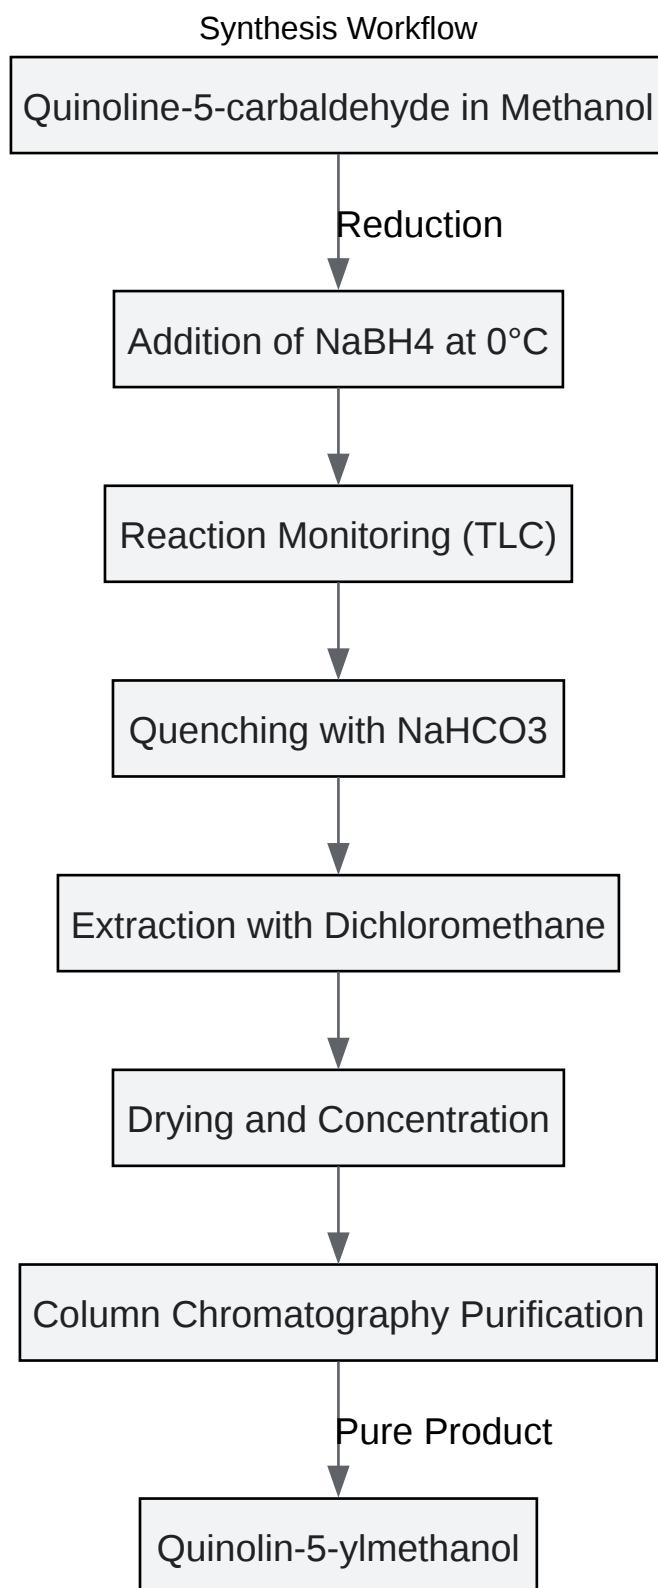 Synthesis Workflow
Quinoline-5-carbaldehyde in Methanol
Reduction
Addition of NaBH4 at 0°C
Reaction Monitoring (TLC)
Quenching with NaHCO3
Extraction with Dichloromethane
Drying and Concentration
Column Chromatography Purification
Pure Product
Quinolin-5-ylmethanol